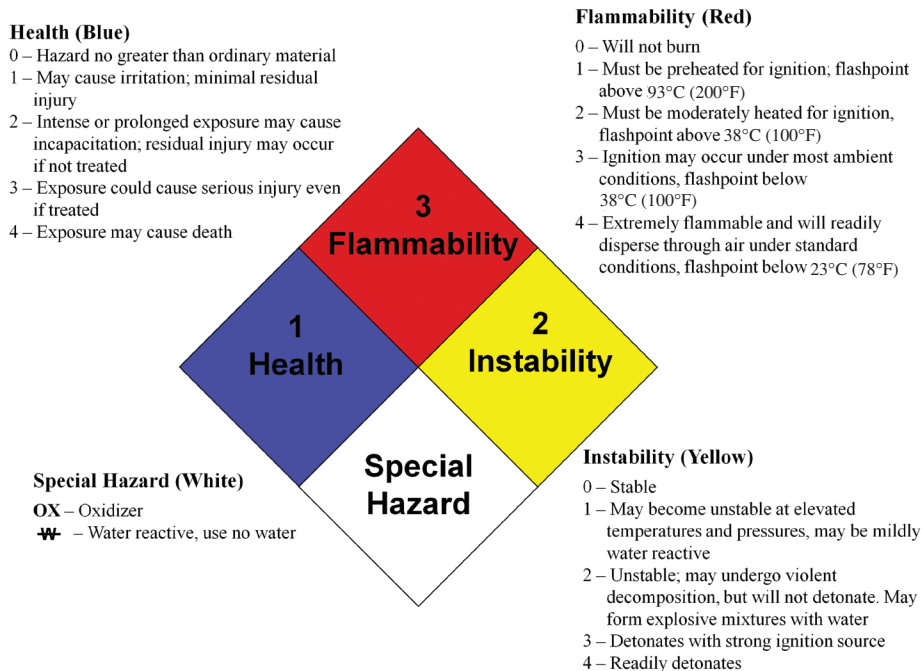 Health (Blue)
0 – Hazard no greater than ordinary material
1 – May cause irritation; minimal residual
injury
2 – Intense or prolonged exposure may cause
incapacitation; residual injury may occur
if not treated
3 – Exposure could cause serious injury even
if treated
4 – Exposure may cause death
Flammability (Red)
0 – Will not burn
1 – Must be preheated for ignition; flashpoint
above 93°C (200°F)
2 – Must be moderately heated for ignition,
flashpoint above 38°C (100°F)
3 – Ignition may occur under most ambient
conditions, flashpoint below
38°C (100°F)
4 – Extremely flammable and will readily
disperse through air under standard
conditions, flashpoint below 23°C (78°F)
3
Flammability
1
Health
2
Instability
Special
Hazard
Special Hazard (White)
OX – Oxidizer
W – Water reactive, use no water
Instability (Yellow)
0 – Stable
1 – May become unstable at elevated
temperatures and pressures, may be mildly
water reactive
2 – Unstable; may undergo violent
decomposition, but will not detonate. May
form explosive mixtures with water
3 – Detonates with strong ignition source
4 – Readily detonates